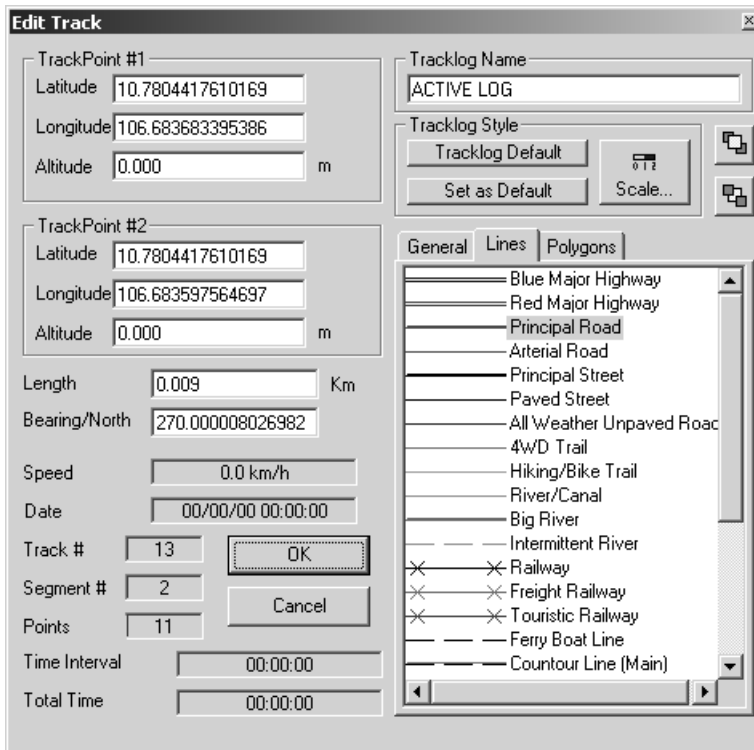 Edit Track
TrackPoint #1
Latitude 10.7804417610169
Longitude 106.683683395386
Altitude 0.000 m
TrackPoint #2
Latitude 10.7804417610169
Longitude 106.683597564697
Altitude 0.000 m
Length 0.009 Km
Bearing/North 270.000008026982
Speed 0.0 km/h
Date 00/00/00 00:00:00
Track # 13
Segment # 2
Points 11
Time Interval 00:00:00
Total Time 00:00:00
OK
Cancel
Tracklog Name
ACTIVE LOG
Tracklog Style
Tracklog Default
Set as Default
0 1 2
Scale...
General Lines Polygons
Blue Major Highway
Red Major Highway
Principal Road
Arterial Road
Principal Street
Paved Street
All Weather Unpaved Road
4WD Trail
Hiking/Bike Trail
River/Canal
Big River
Intermittent River
Railway
Freight Railway
Touristic Railway
Ferry Boat Line
Countour Line (Main)